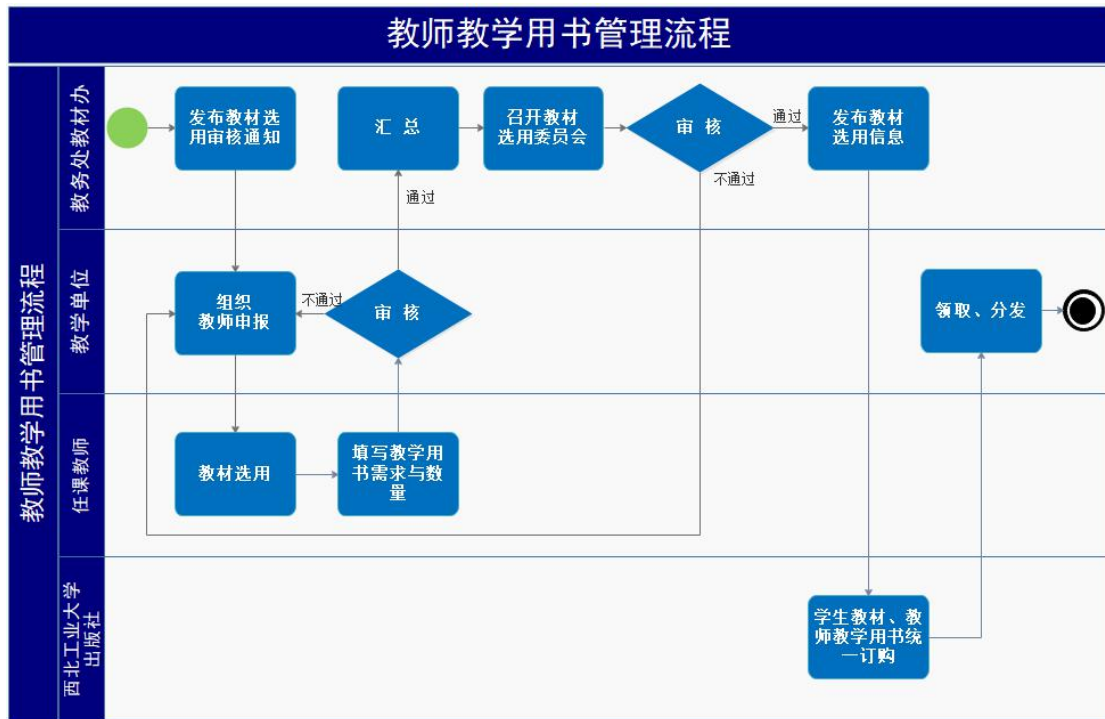 教师教学用书管理流程
教师教学用书管理流程
教务处教材办
发布教材选
用审核通知
汇 总
召开教材
选用委员会
审 核
通过
发布教材
选用信息
不通过
通过
教学单位
组织
教师申报
不通过
审 核
领取、分发
任课教师
教材选用
填写教学用
书需求与数
量
西北工业大学
出版社
学生教材、教
师教学用书统
一订购